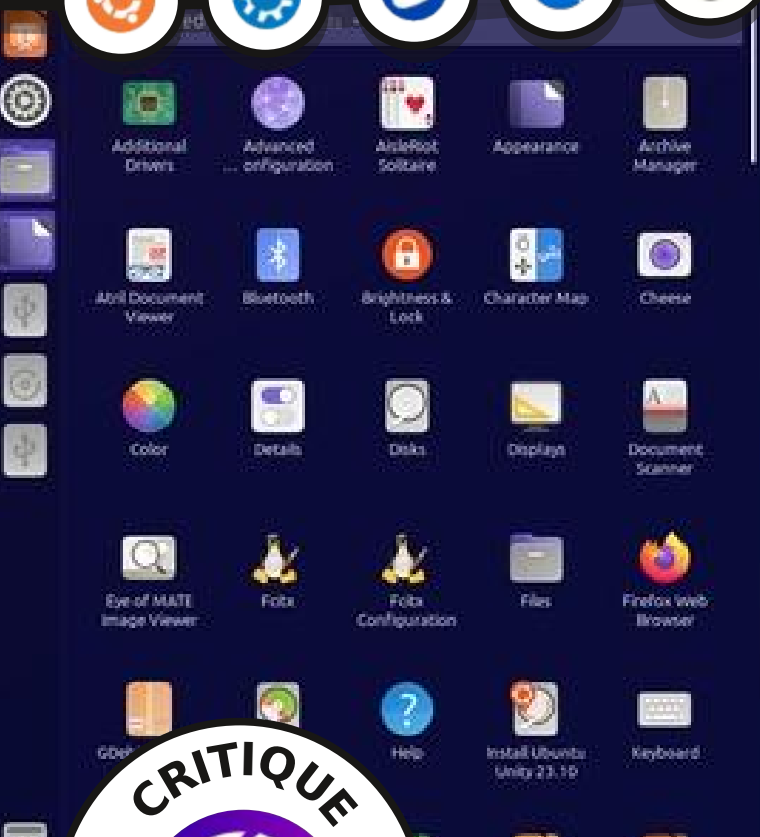 Additional
Drivers
Advanced
... onfiguration
AisleRiot
Solitaire
Appearance
Archive
Manager
Atril Document
Viewer
Bluetooth
Brightness &
Lock
Character Map
Cheese
Color
Details
Disks
Displays
Document
Scanner
Eye of MATE
Image Viewer
Fcitx
Fcitx
Configuration
Files
Firefox Web
Browser
GDeb
Help
Install Ubuntu
Unity 23.10
Keyboard
CRITIQUE